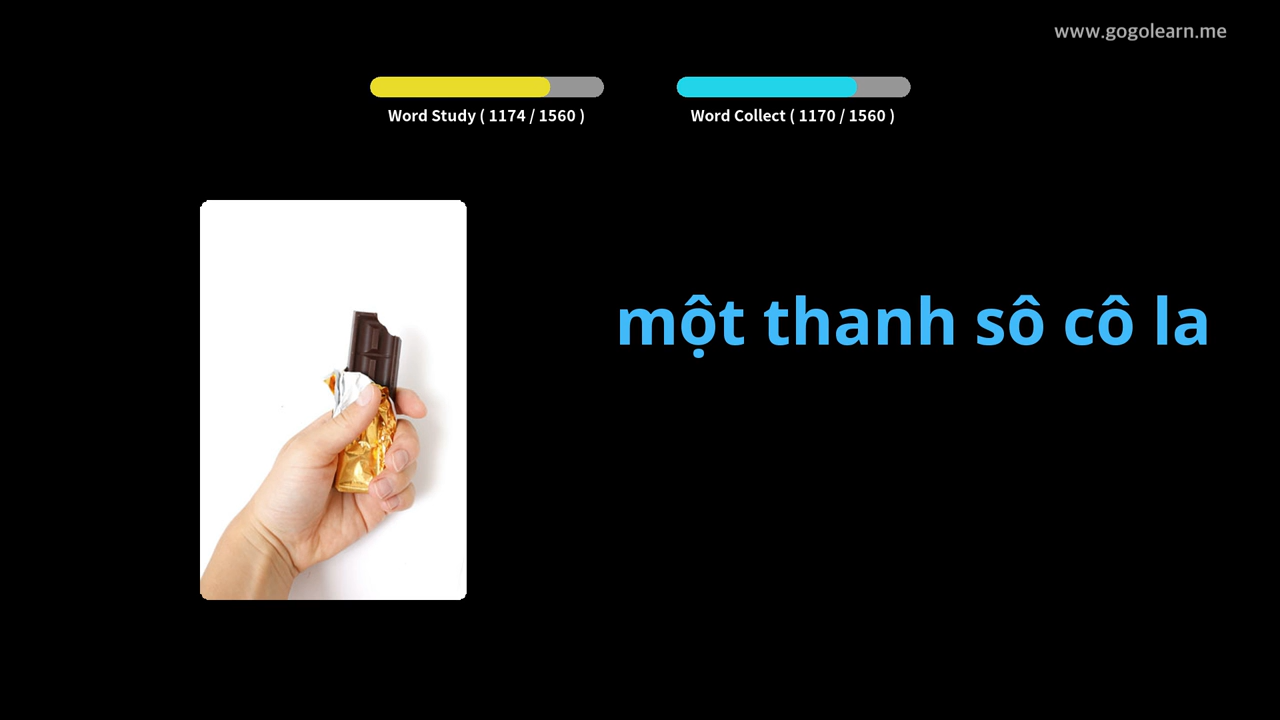 www.gogolearn.me
Word Study ( 1174 / 1560 )
Word Collect ( 1170 / 1560 )
một thanh sô cô la